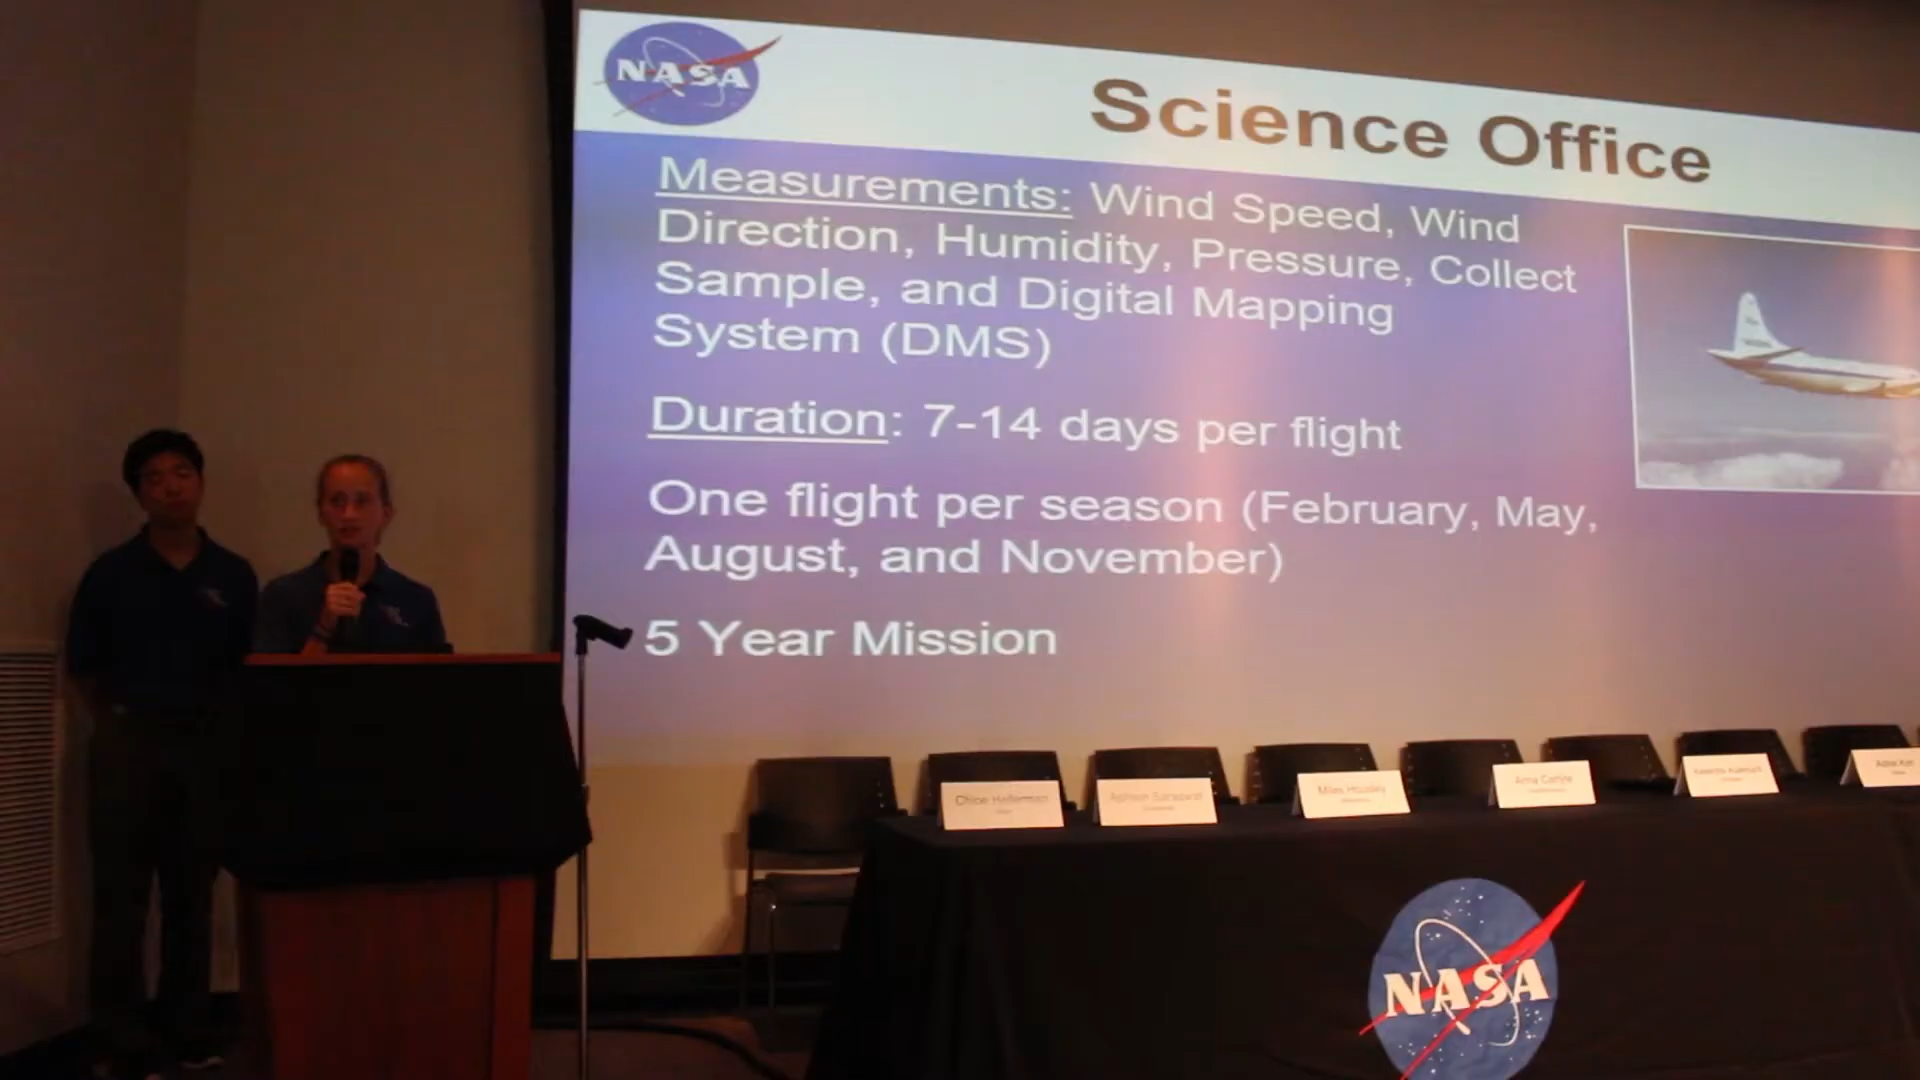 NASA
Science Office
Measurements: Wind Speed, Wind
Direction, Humidity, Pressure, Collect
Sample, and Digital Mapping
System (DMS)
Duration: 7-14 days per flight
One flight per season (February, May,
August, and November)
5 Year Mission
Chloe
Miles Housley
Anna
NASA